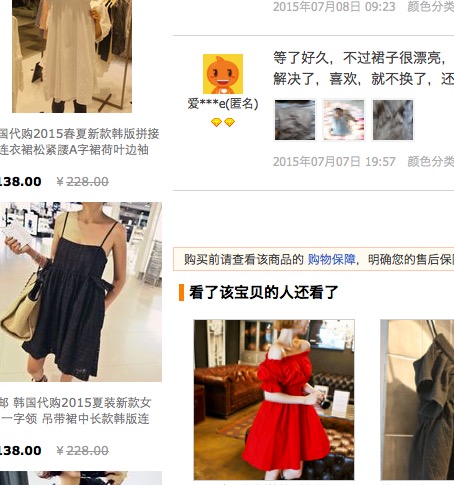 国代购2015春夏新款韩版拼接
连衣裙松紧腰A字裙荷叶边袖
138.00 ￥228.00
邮 韩国代购2015夏装新款女
一字领 吊带裙中长款韩版连
138.00 ￥228.00
2015年07月08日 09:23 颜色分类
爱***e(匿名)
等了好久，不过裙子很漂亮，
解决了，喜欢，就不换了，还
2015年07月07日 19:57 颜色分类
购买前请查看该商品的 购物保障，明确您的售后保障
看了该宝贝的人还看了